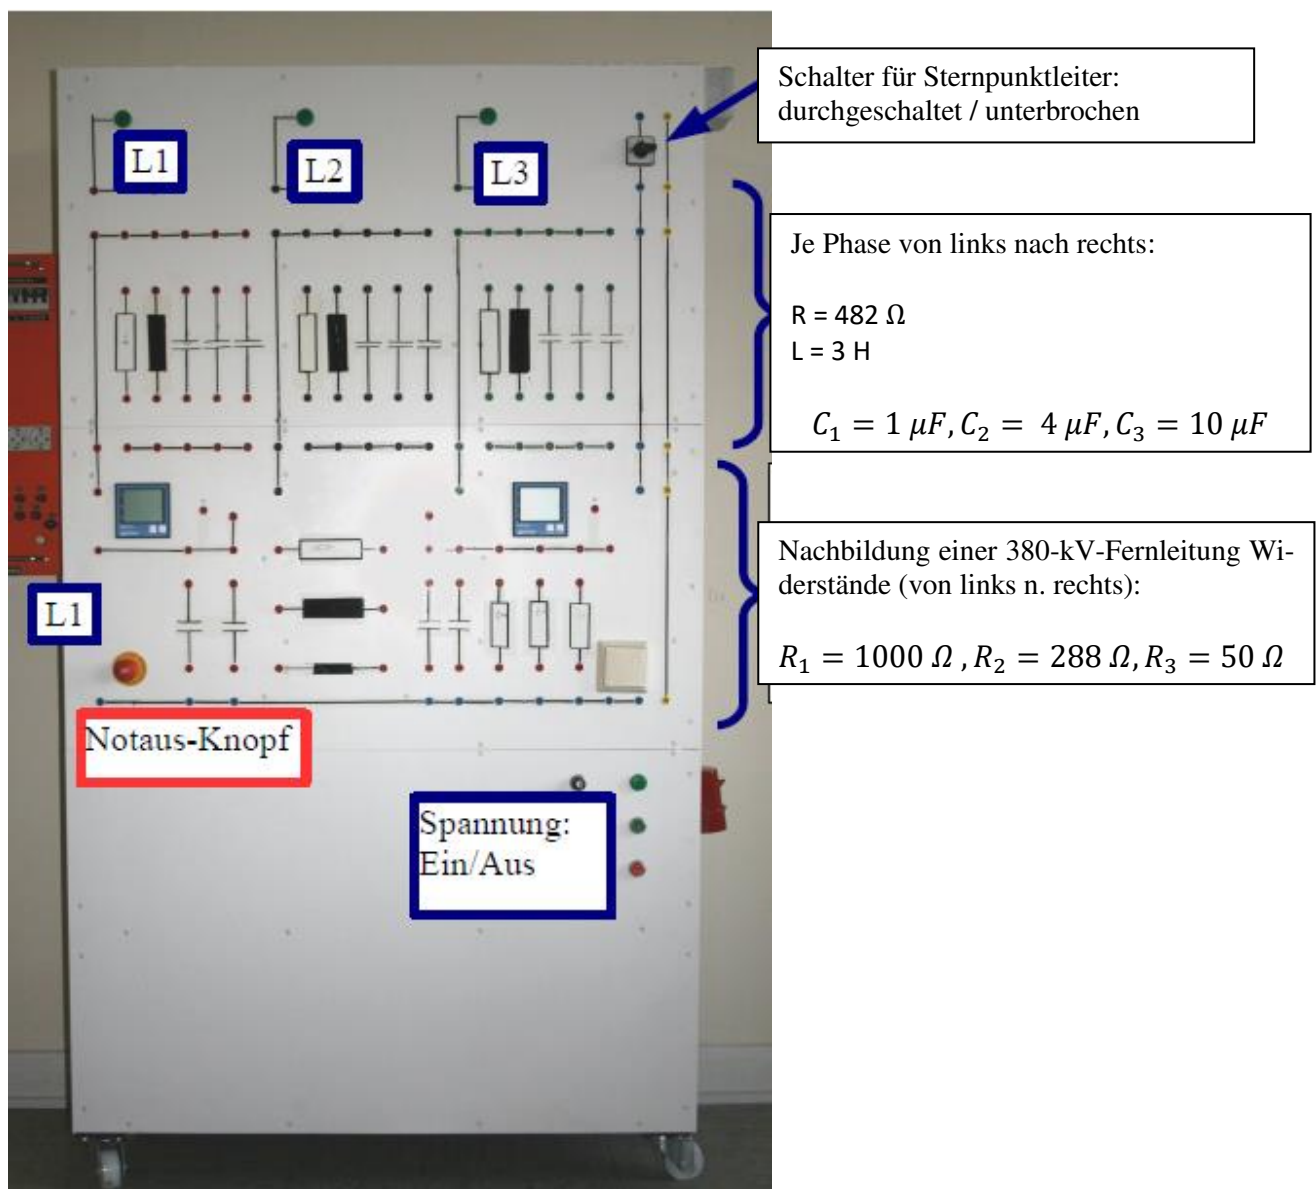 Schalter für Sternpunktleiter:
durchgeschaltet / unterbrochen
L1
L2
L3
Je Phase von links nach rechts:
R = 482 Ω
L = 3 H
C₁ = 1 μF, C₂ = 4 μF, C₃ = 10 μF
Nachbildung einer 380-kV-Fernleitung Wi-
derstände (von links n. rechts):
R₁ = 1000 Ω , R₂ = 288 Ω, R₃ = 50 Ω
L1
Notaus-Knopf
Spannung:
Ein/Aus